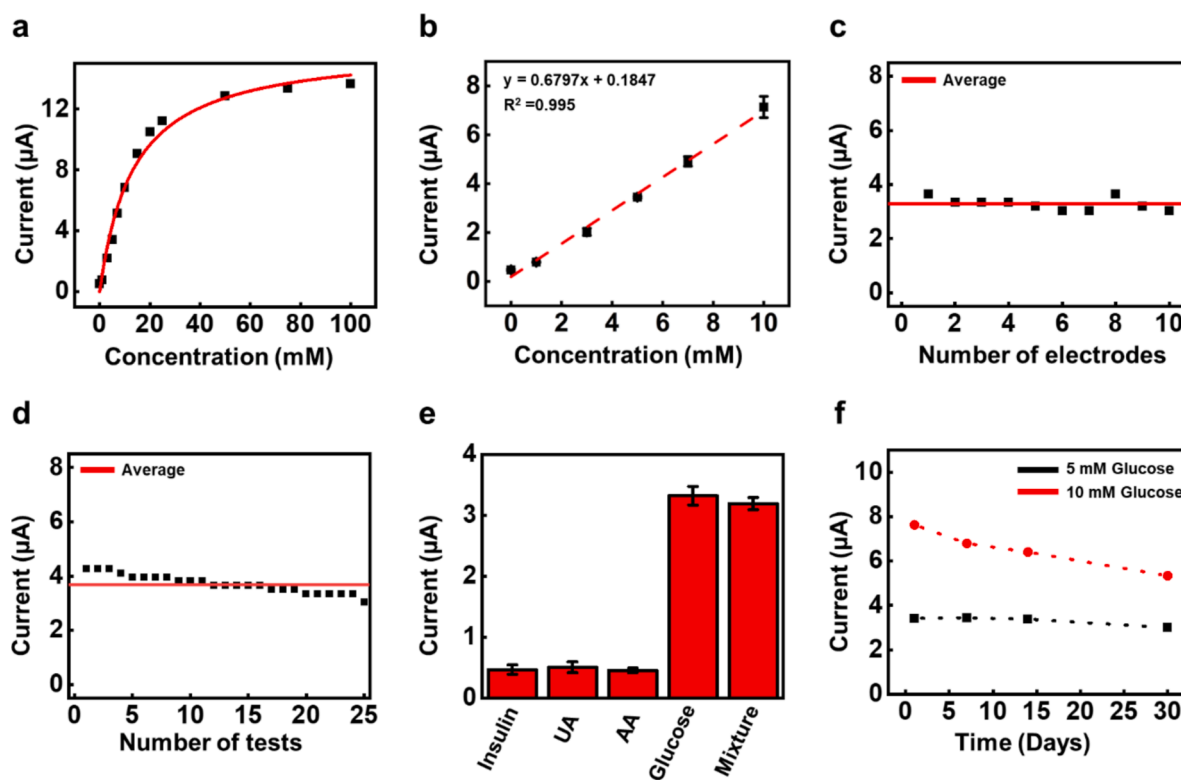 a
Current (μA)
12
8
4
0
0 20 40 60 80 100
Concentration (mM)
b
y = 0.6797x + 0.1847
R² =0.995
Current (μA)
8
6
4
2
0
0 2 4 6 8 10
Concentration (mM)
c
Average
Current (μA)
8
6
4
2
0
0 2 4 6 8 10
Number of electrodes
d
Average
Current (μA)
8
6
4
2
0
0 5 10 15 20 25
Number of tests
e
Current (μA)
4
3
2
1
0
Insulin
UA
AA
Glucose
Mixture
f
5 mM Glucose
10 mM Glucose
Current (μA)
10
8
6
4
2
0
0 5 10 15 20 25 30
Time (Days)